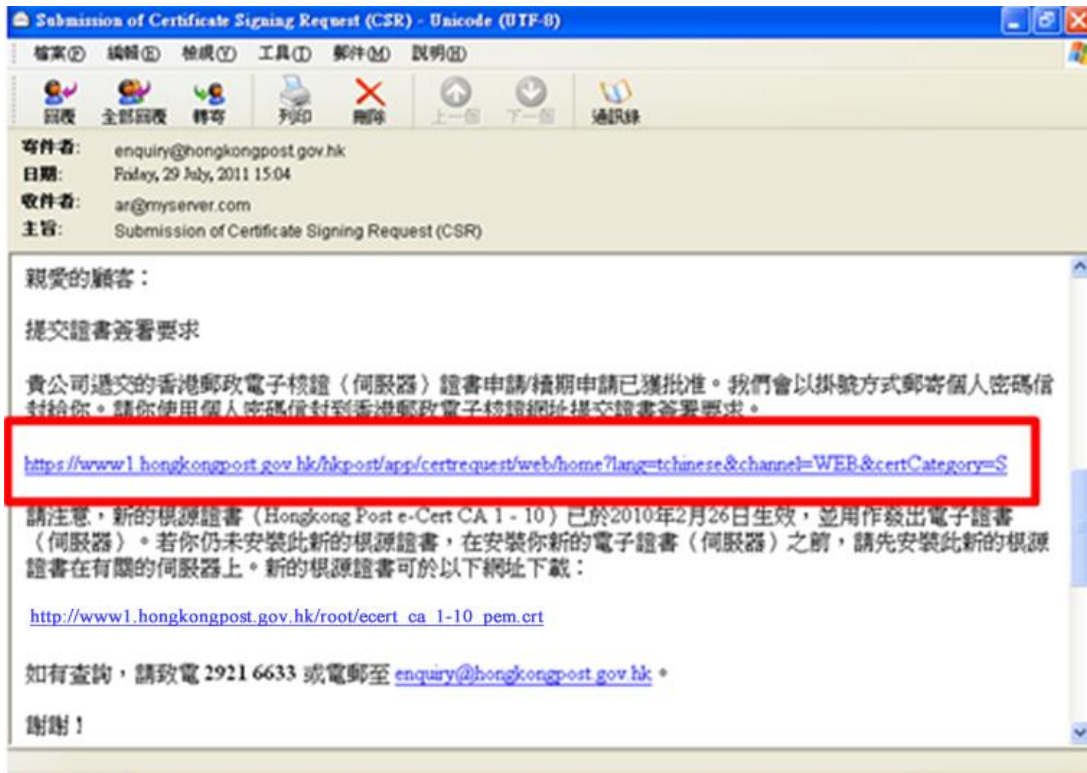 Submission of Certificate Signing Request (CSR) - Unicode (UTF-8)
檔案(F) 編輯(E) 檢視(V) 工具(T) 郵件(M) 說明(H)
回覆 全部回覆 轉寄 列印 刪除 上一個 下一個 通訊錄
寄件者: enquiry@hongkongpost.gov.hk
日期: Friday, 29 July, 2011 15:04
收件者: ar@myserver.com
主旨: Submission of Certificate Signing Request (CSR)
親愛的顧客：
提交證書簽署要求
貴公司遞交的香港郵政電子核證（伺服器）證書申請/續期申請已獲批准。我們會以掛號方式郵寄個人密碼信
封給你。請你使用個人密碼信封到香港郵政電子核證網址提交證書簽署要求。
https://www1.hongkongpost.gov.hk/hkpost/app/certrequest/web/home?lang=tchinese&channel=WEB&certCategory=S
請注意，新的根源證書（Hongkong Post e-Cert CA 1 - 10）已於2010年2月26日生效，並用作發出電子證書
（伺服器）。若你仍未安裝此新的根源證書，在安裝你新的電子證書（伺服器）之前，請先安裝此新的根源
證書在有關的伺服器上。新的根源證書可於以下網址下載：
http://www1.hongkongpost.gov.hk/root/ecert_ca_1-10_pem.crt
如有查詢，請致電 2921 6633 或電郵至 enquiry@hongkongpost.gov.hk。
謝謝！